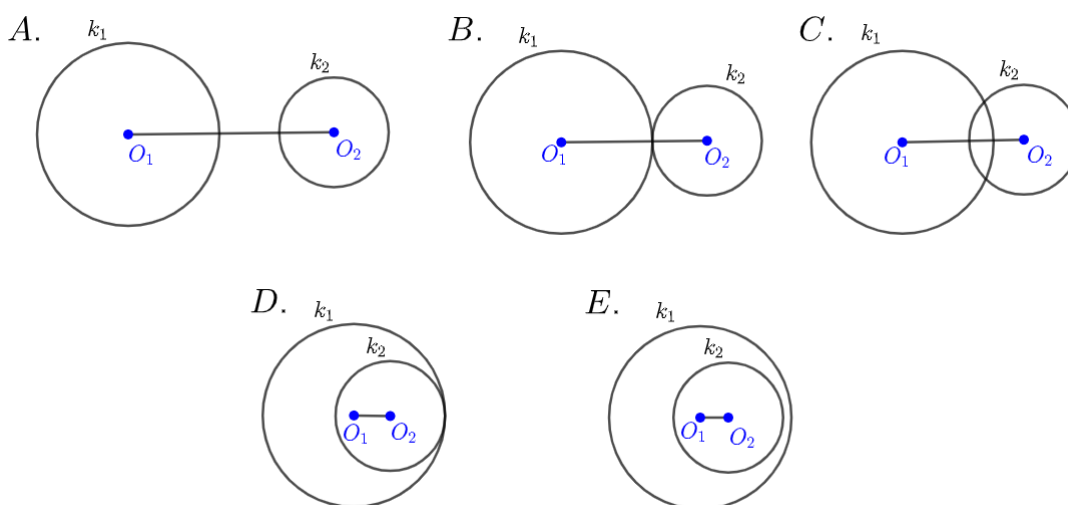 A.
k₁
k₂
O₁
O₂
B.
k₁
k₂
O₁
O₂
C.
k₁
k₂
O₁
O₂
D.
k₁
k₂
O₁
O₂
E.
k₁
k₂
O₁
O₂